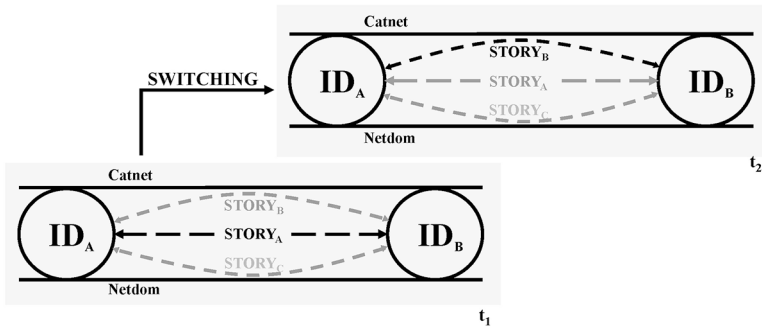 Catnet
STORY_B
SWITCHING
ID_A
STORY_A
ID_B
STORY_C
Netdom
t_2
Catnet
STORY_B
ID_A
STORY_A
ID_B
STORY_C
Netdom
t_1